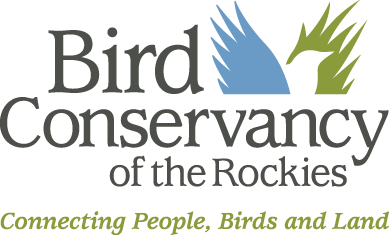 Bird
Conservancy
of the Rockies
Connecting People, Birds and Land